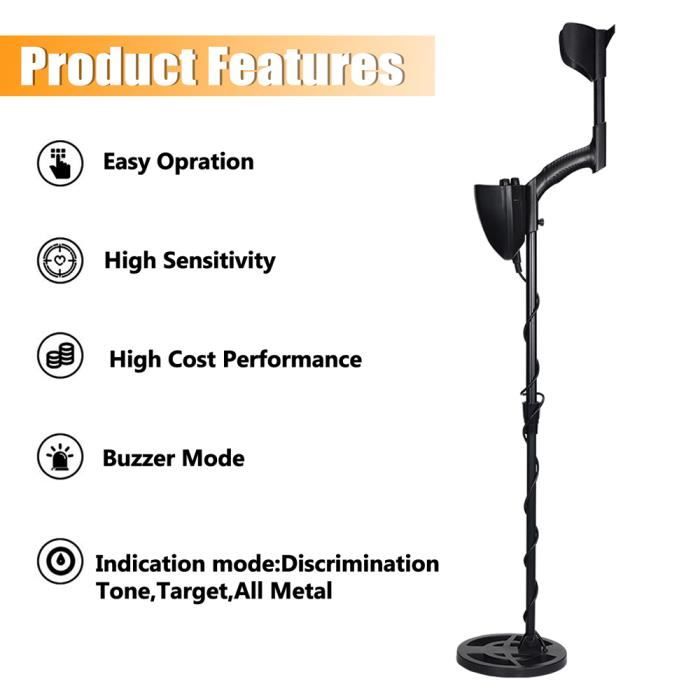 Product Features
Easy Opration
High Sensitivity
High Cost Performance
Buzzer Mode
Indication mode:Discrimination
Tone,Target,All Metal